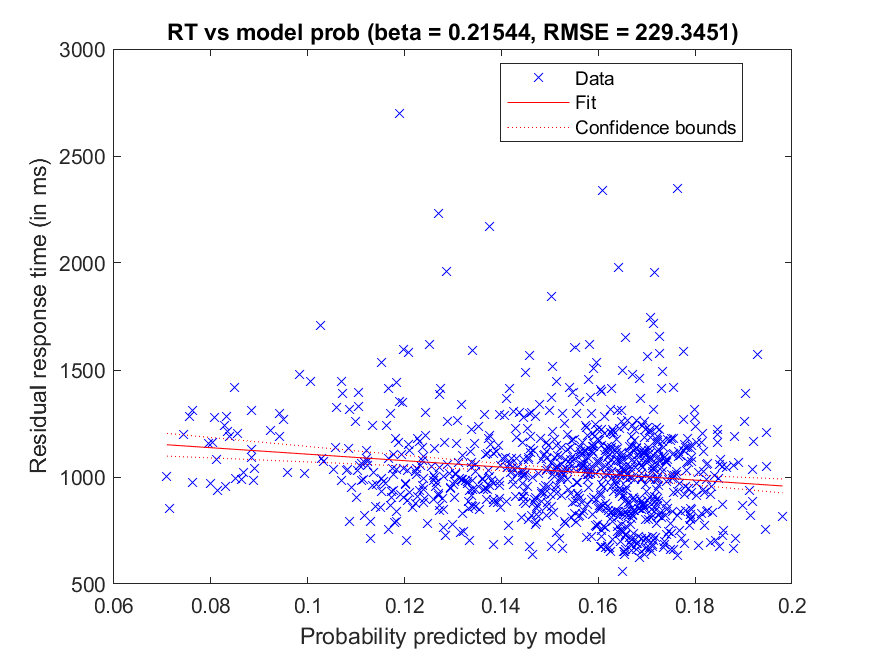 RT vs model prob (beta = 0.21544, RMSE = 229.3451)
3000
2500
2000
1500
1000
500
Residual response time (in ms)
Data
Fit
Confidence bounds
0.06 0.08 0.1 0.12 0.14 0.16 0.18 0.2
Probability predicted by model